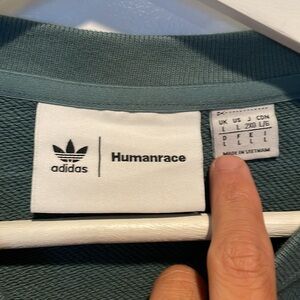 adidas
Humanrace
UK US J CDN
L L 2XO L/G
D F E I
L L
MADE IN VIETNAM